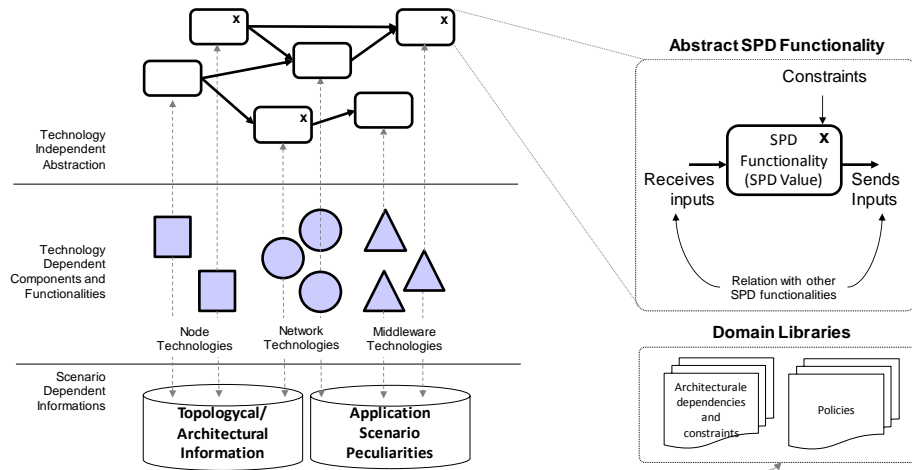 x
x
x
Technology
Independent
Abstraction
Technology
Dependent
Components and
Functionalities
Node
Technologies
Network
Technologies
Middleware
Technologies
Scenario
Dependent
Informations
Topologycal/
Architectural
Information
Application
Scenario
Peculiarities
Abstract SPD Functionality
Constraints
SPD
x
Functionality
(SPD Value)
Receives
inputs
Sends
Inputs
Relation with other
SPD functionalities
Domain Libraries
Architecturale
dependencies
and
constraints
Policies